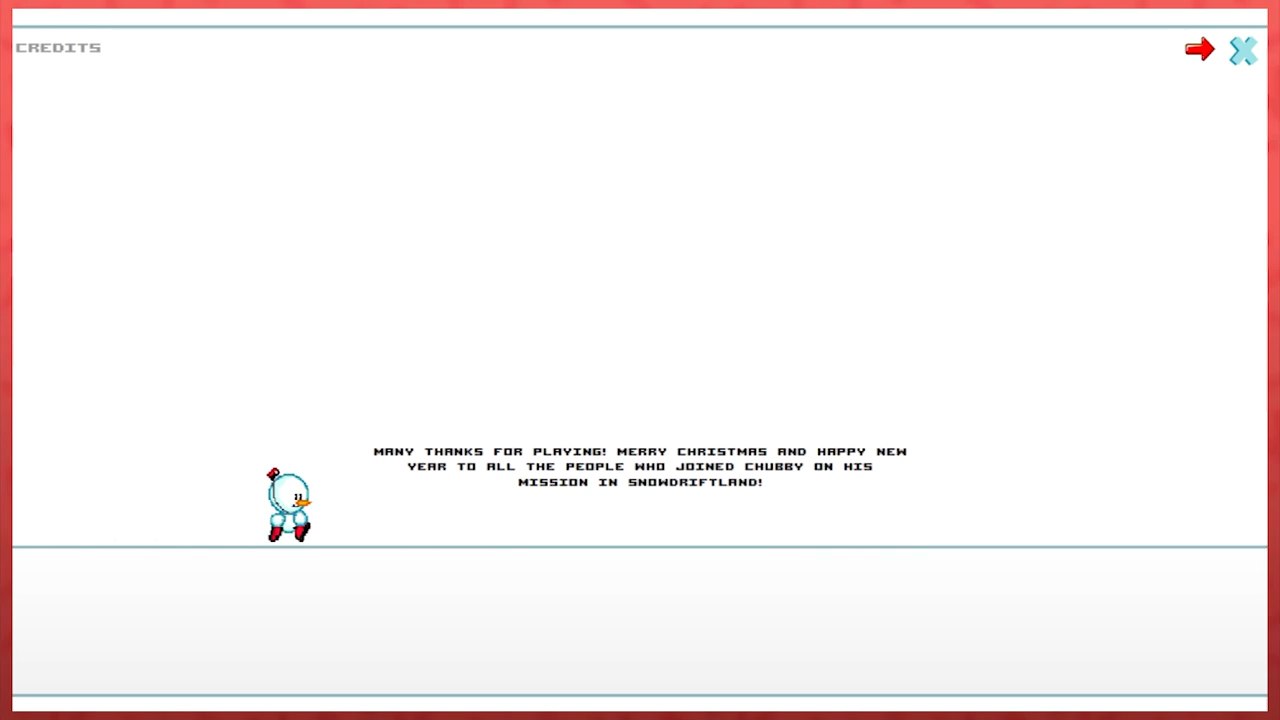 CREDITS
MANY THANKS FOR PLAYING! MERRY CHRISTMAS AND HAPPY NEW
YEAR TO ALL THE PEOPLE WHO JOINED CHUBBY ON HIS
MISSION IN SNOWDRIFTLAND!